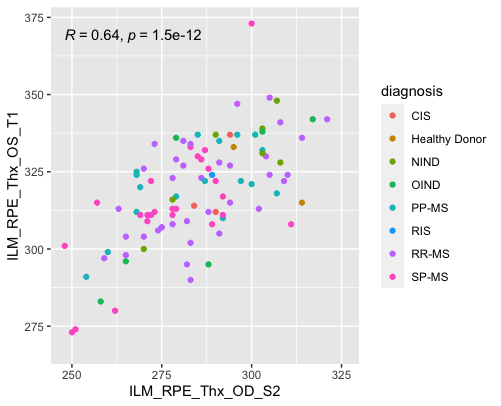 R = 0.64, p = 1.5e-12
375
350
325
300
275
250
275
300
325
ILM_RPE_Thx_OS_T1
ILM_RPE_Thx_OD_S2
diagnosis
CIS
Healthy Donor
NIND
OIND
PP-MS
RIS
RR-MS
SP-MS